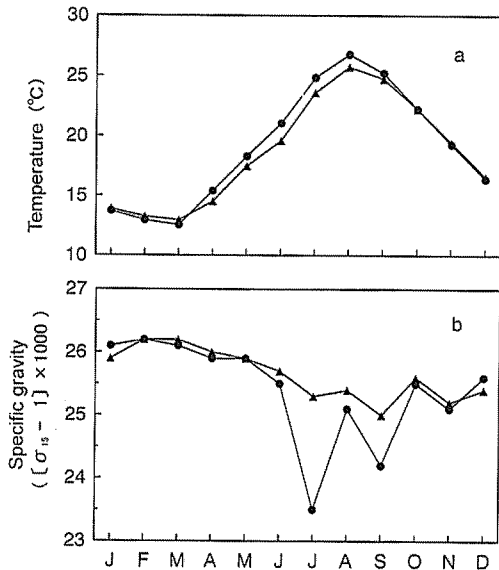 30
25
20
15
10
Temperature (°C)
a
27
26
25
24
23
Specific gravity
([σ₁₅ − 1] × 1000)
b
J F M A M J J A S O N D